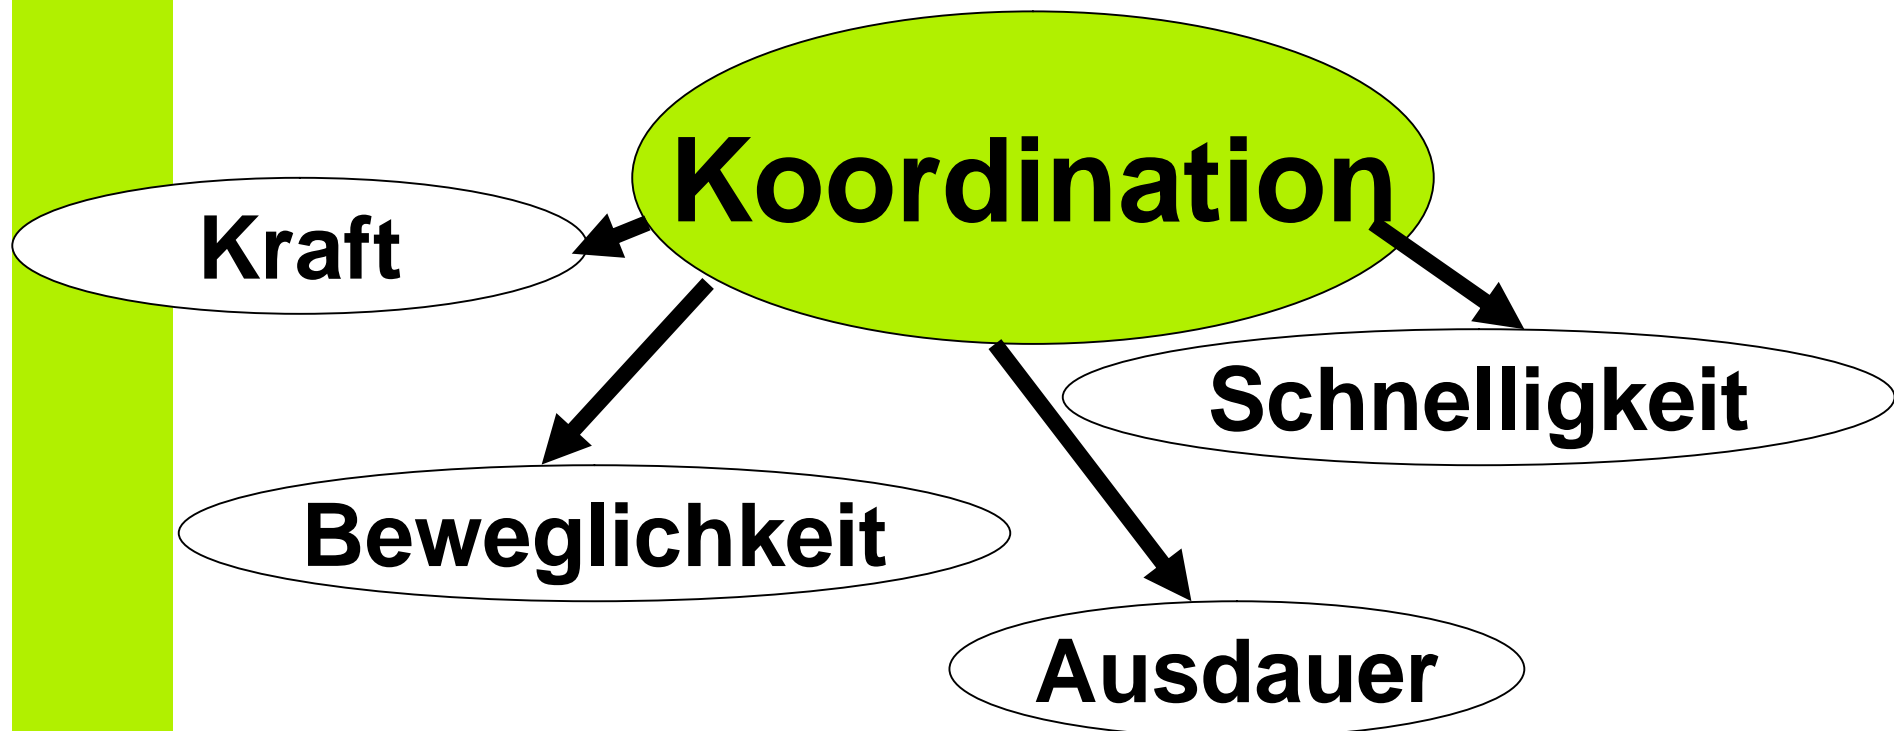 Koordination
Kraft
Schnelligkeit
Beweglichkeit
Ausdauer